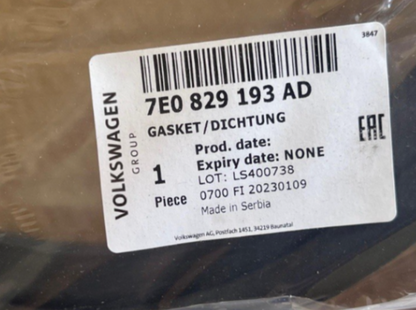 3847
7E0 829 193 AD
GASKET/DICHTUNG
VOLKSWAGEN
GROUP
EAC
Prod. date:
Expiry date: NONE
LOT: LS400738
0700 FI 20230109
Made in Serbia
1
Piece
Volkswagen AG, Postfach 1451, 34219 Baunatal